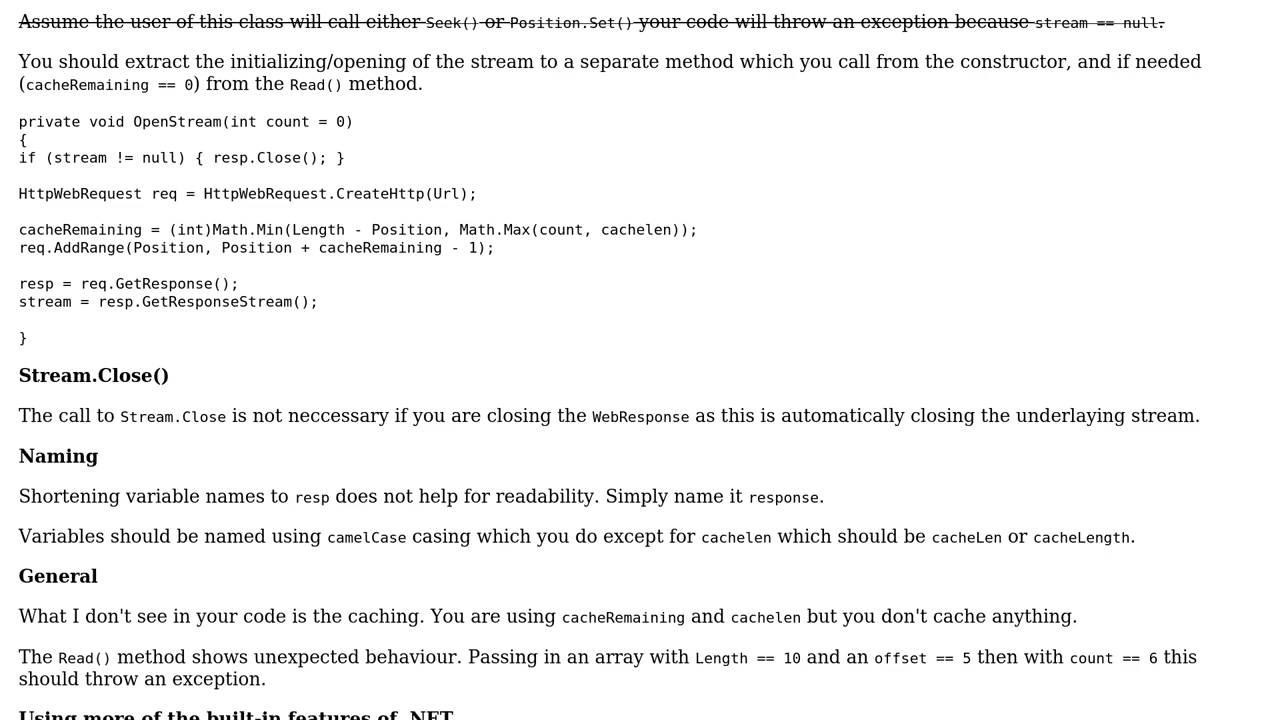 Assume the user of this class will call either Seek() or Position.Set() your code will throw an exception because stream == null.
You should extract the initializing/opening of the stream to a separate method which you call from the constructor, and if needed
(cacheRemaining == 0) from the Read() method.
private void OpenStream(int count = 0)
{
if (stream != null) { resp.Close(); }
HttpWebRequest req = HttpWebRequest.CreateHttp(Url);
cacheRemaining = (int)Math.Min(Length - Position, Math.Max(count, cachelen));
req.AddRange(Position, Position + cacheRemaining - 1);
resp = req.GetResponse();
stream = resp.GetResponseStream();
}
Stream.Close()
The call to Stream.Close is not neccessary if you are closing the WebResponse as this is automatically closing the underlaying stream.
Naming
Shortening variable names to resp does not help for readability. Simply name it response.
Variables should be named using camelCase casing which you do except for cachelen which should be cacheLen or cacheLength.
General
What I don't see in your code is the caching. You are using cacheRemaining and cachelen but you don't cache anything.
The Read() method shows unexpected behaviour. Passing in an array with Length == 10 and an offset == 5 then with count == 6 this
should throw an exception.
Using more of the built-in features of .NET